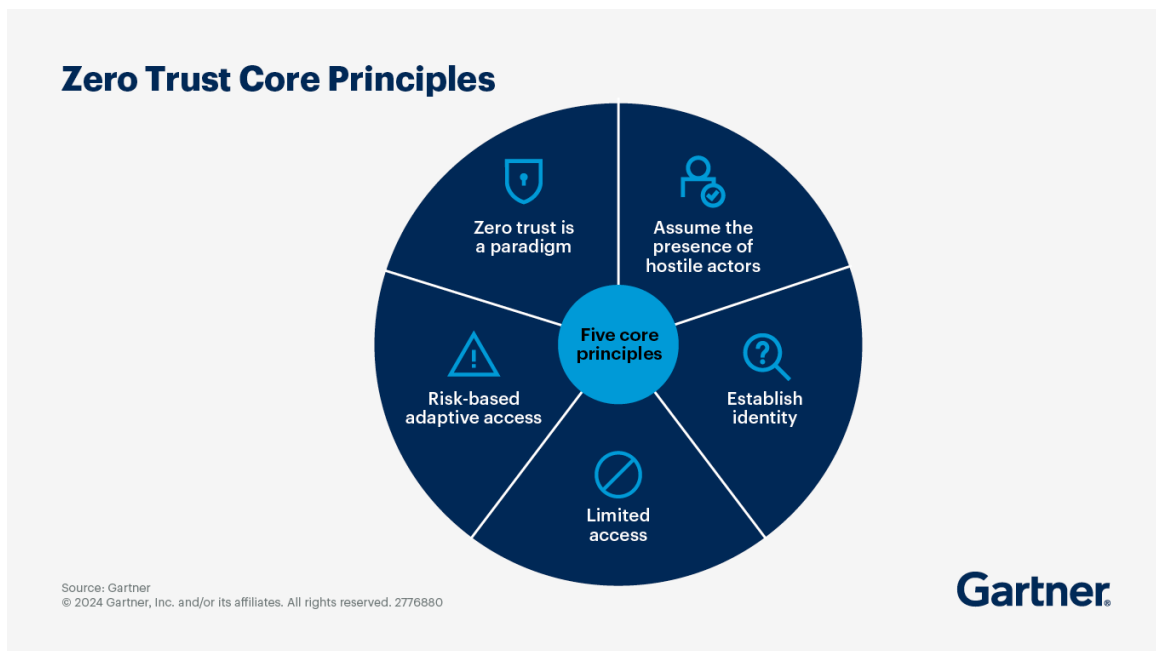 Zero Trust Core Principles
Zero trust is
a paradigm
Assume the
presence of
hostile actors
Five core
principles
Risk-based
adaptive access
Establish
identity
Limited
access
Source: Gartner
© 2024 Gartner, Inc. and/or its affiliates. All rights reserved. 2776880
Gartner®